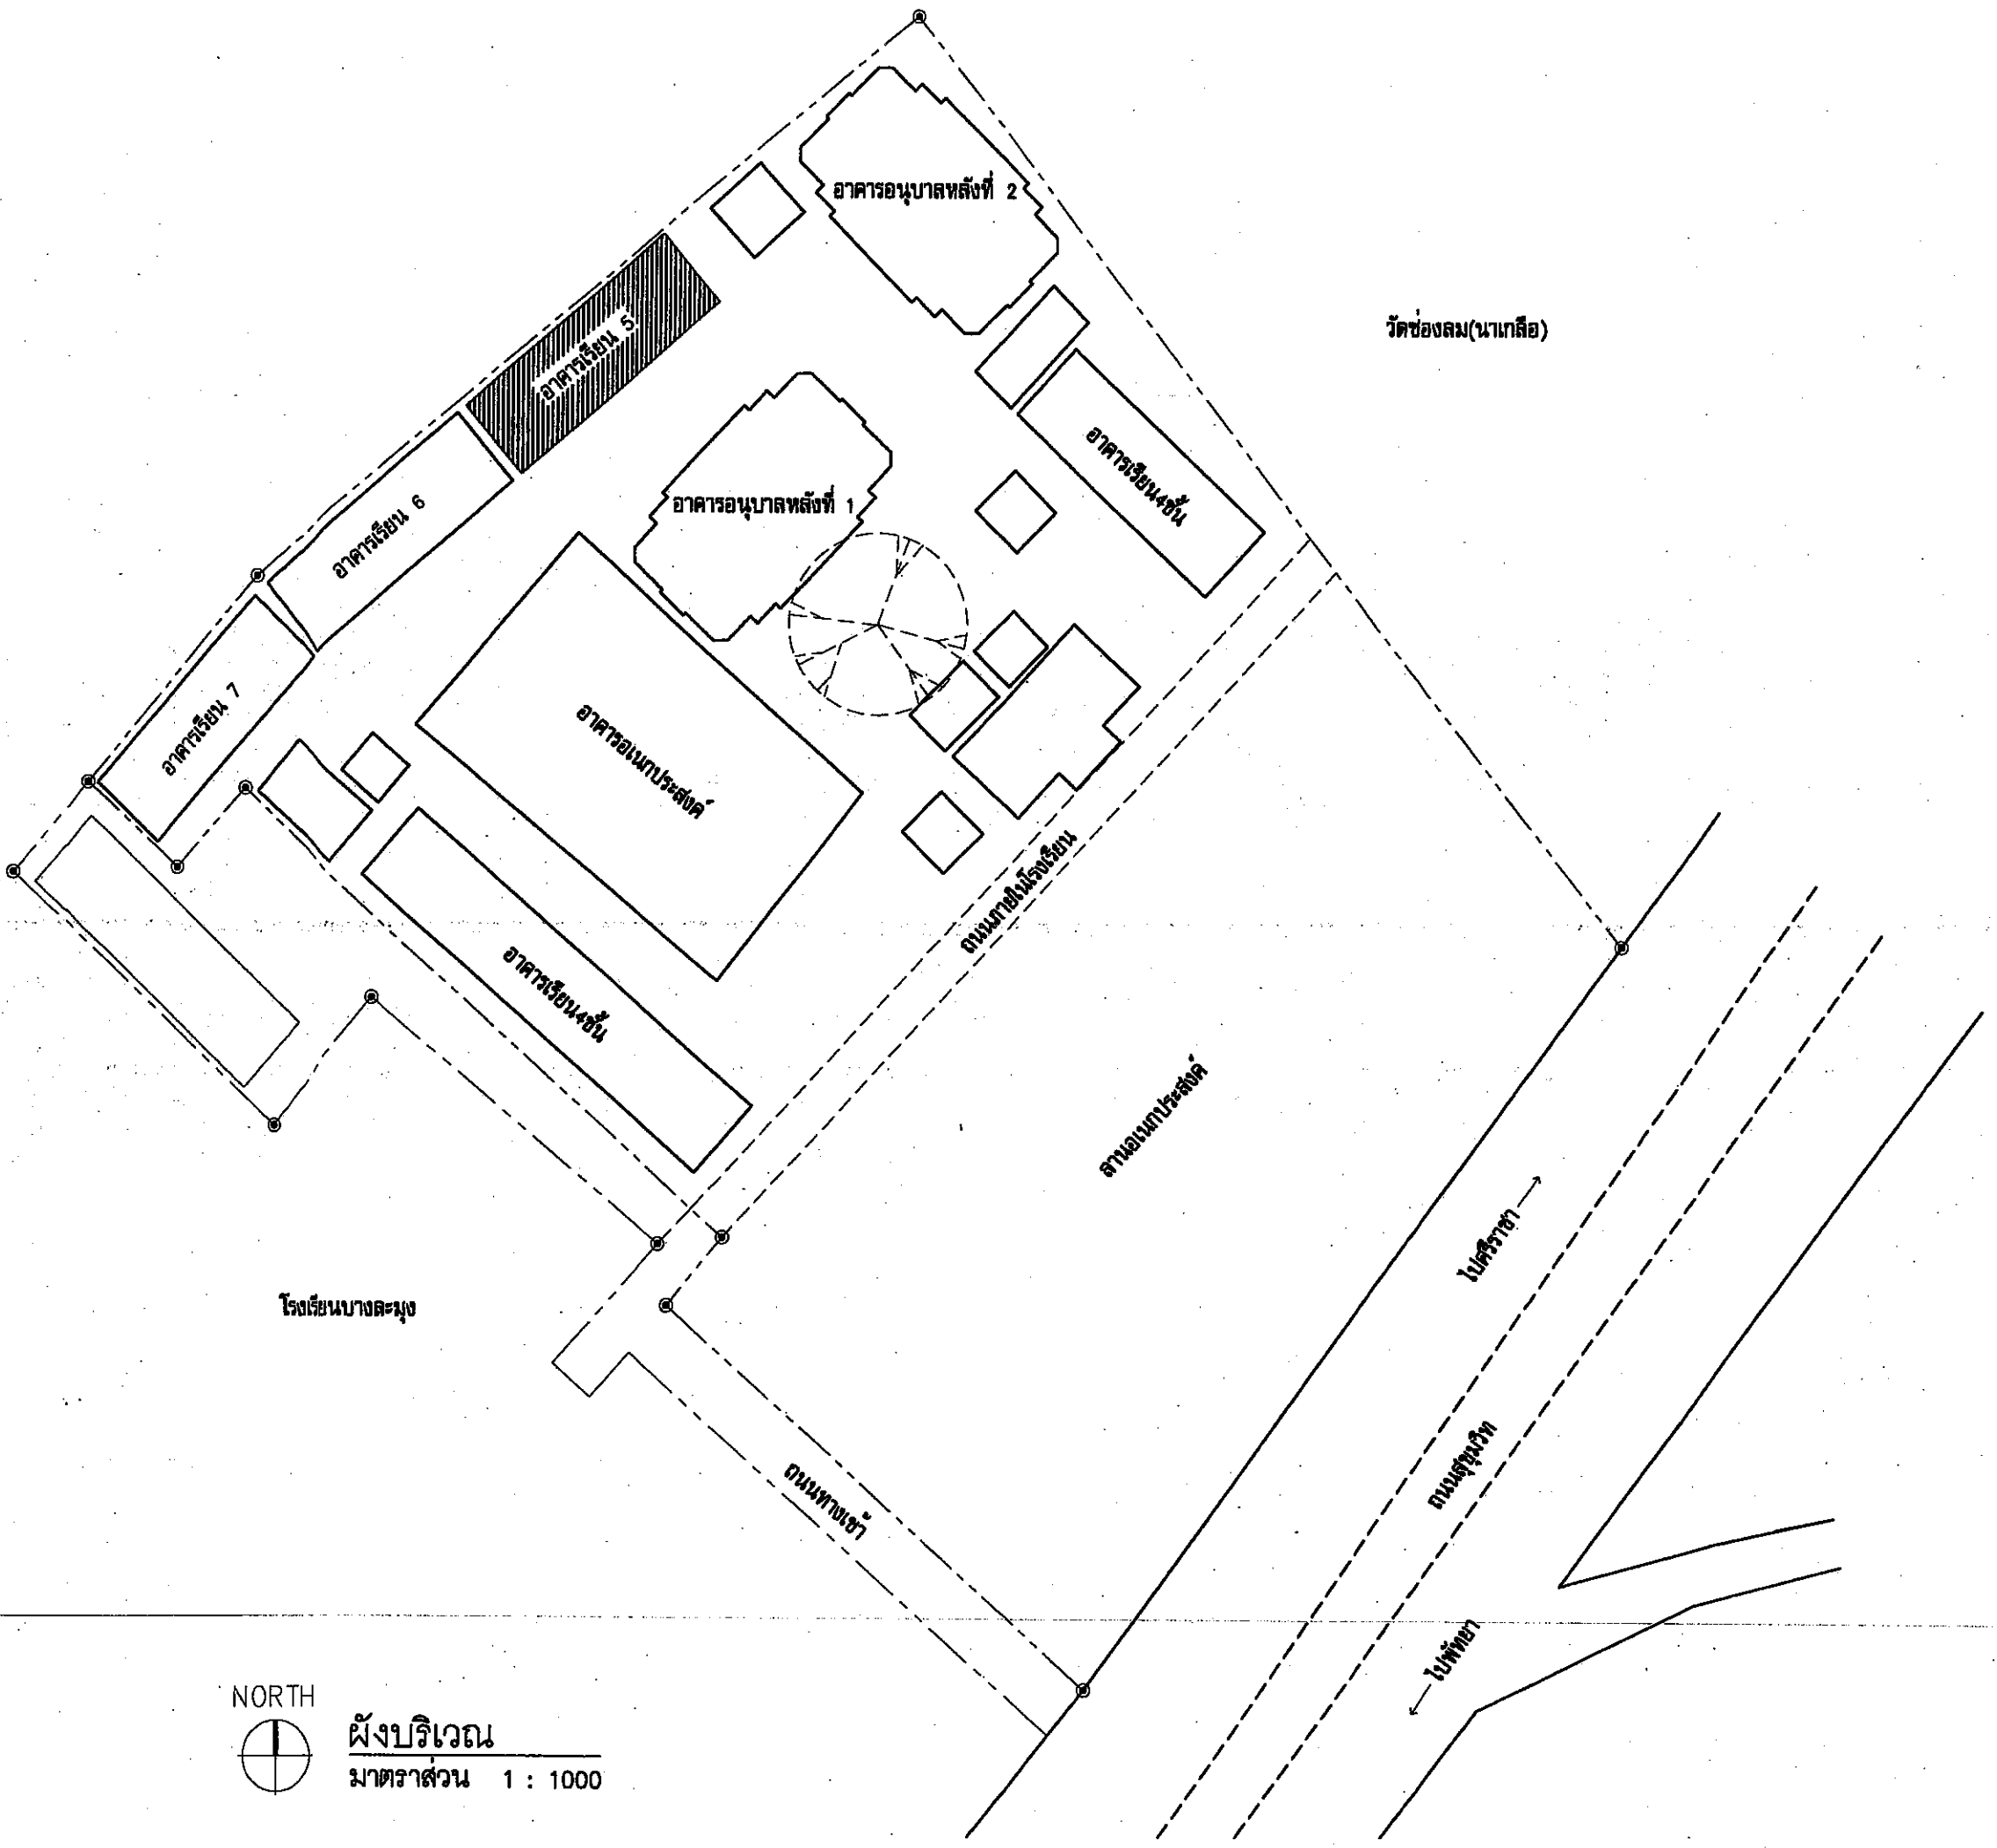 อาคารอนุบาลหลังที่ 2
วัดช่องลม(นาเกลือ)
อาคารเรียน 5
อาคารเรียน4ชั้น
อาคารอนุบาลหลังที่ 1
อาคารเรียน 6
อาคารเรียน 7
อาคารอเนกประสงค์
ถนนภายในโรงเรียน
อาคารเรียน4ชั้น
ลานอเนกประสงค์
ไปศรีราชา
โรงเรียนบางละมุง
ถนนสุขุมวิท
ถนนทางเข้า
ไปพัทยา
NORTH
ผังบริเวณ
มาตราส่วน 1 : 1000